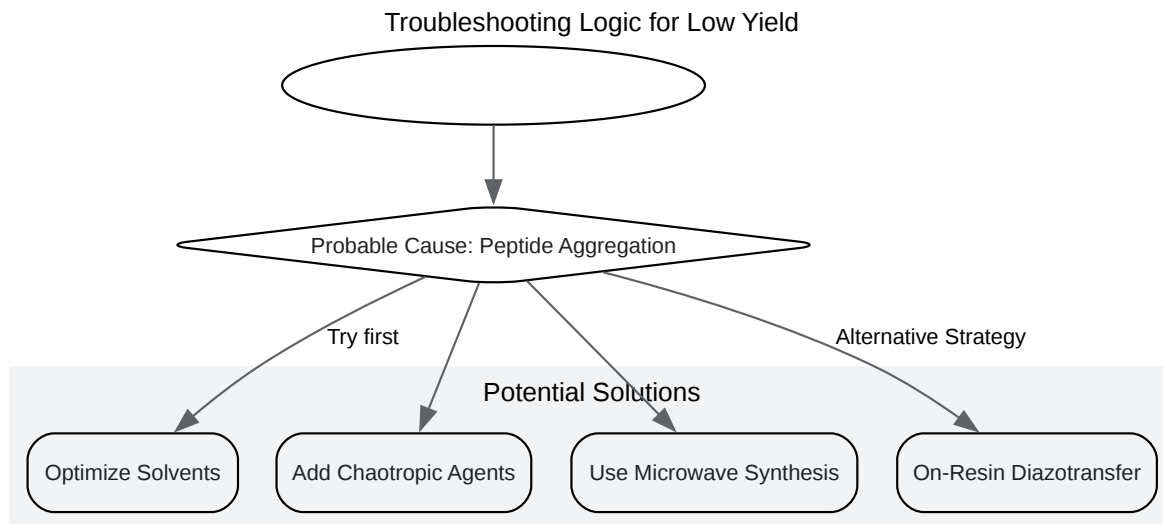 Troubleshooting Logic for Low Yield
Probable Cause: Peptide Aggregation
Try first
Alternative Strategy
Potential Solutions
Optimize Solvents
Add Chaotropic Agents
Use Microwave Synthesis
On-Resin Diazotransfer